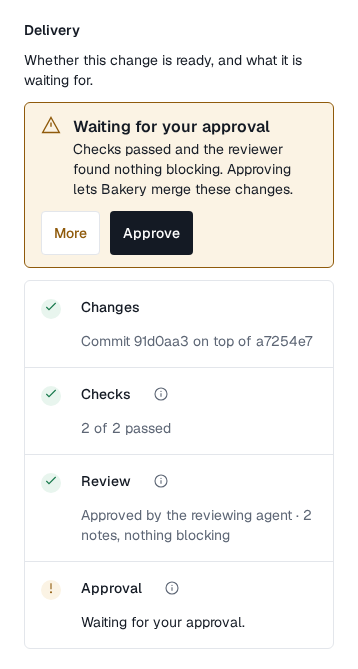 Delivery
Whether this change is ready, and what it is
waiting for.
Waiting for your approval
Checks passed and the reviewer
found nothing blocking. Approving
lets Bakery merge these changes.
More
Approve
Changes
Commit 91d0aa3 on top of a7254e7
Checks
2 of 2 passed
Review
Approved by the reviewing agent · 2
notes, nothing blocking
Approval
Waiting for your approval.